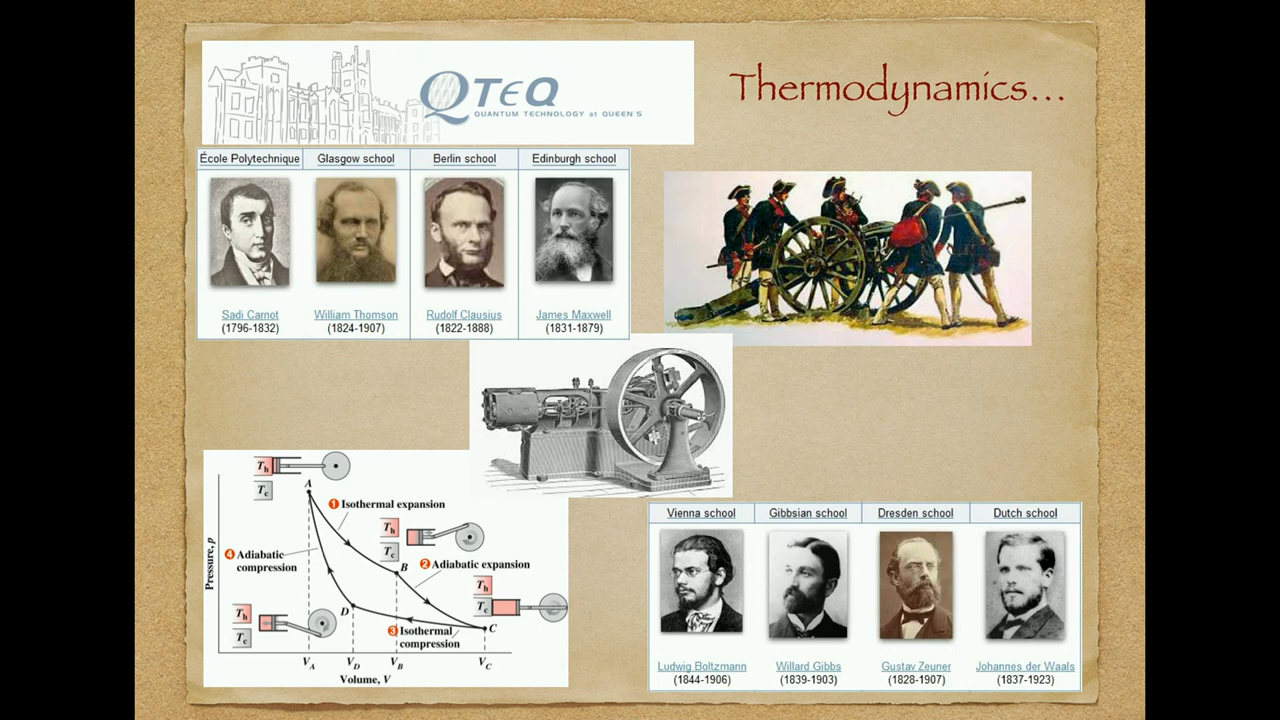 QTEQ
QUANTUM TECHNOLOGY at QUEEN'S
Thermodynamics...
École Polytechnique
Glasgow school
Berlin school
Edinburgh school
Sadi Carnot
(1796-1832)
William Thomson
(1824-1907)
Rudolf Clausius
(1822-1888)
James Maxwell
(1831-1879)
Th
Tc
A
1 Isothermal expansion
Th
Tc
B
2 Adiabatic expansion
4 Adiabatic
compression
Th
Tc
C
D
Th
Tc
3 Isothermal
compression
Pressure, p
VA
VD
VB
VC
Volume, V
Vienna school
Gibbsian school
Dresden school
Dutch school
Ludwig Boltzmann
(1844-1906)
Willard Gibbs
(1839-1903)
Gustav Zeuner
(1828-1907)
Johannes der Waals
(1837-1923)